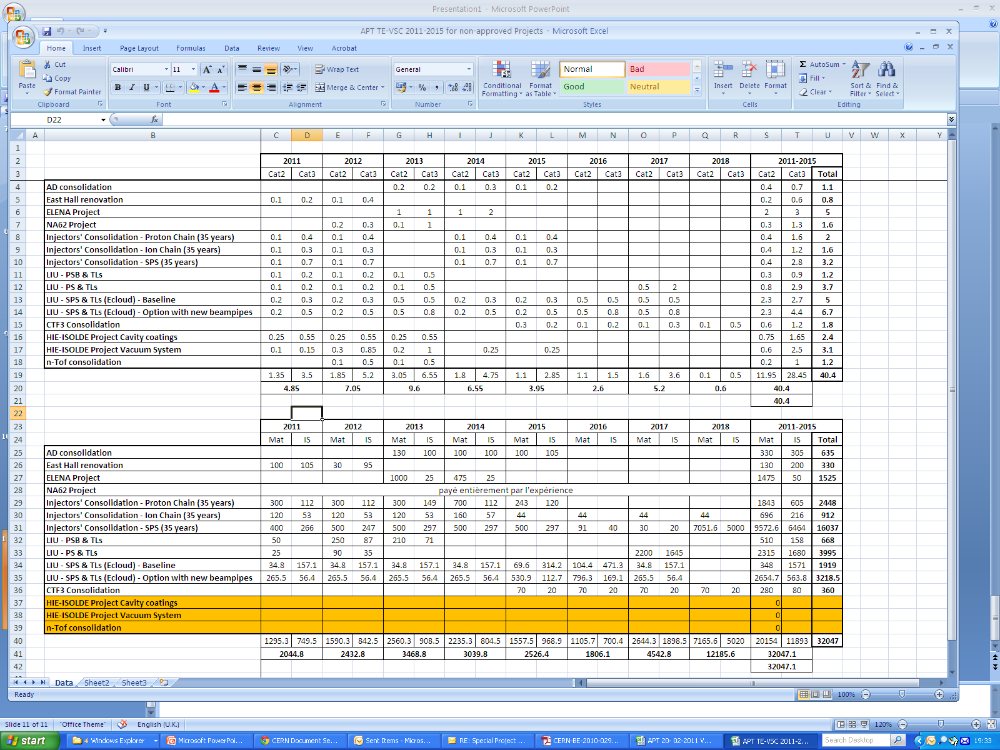 Presentation1 - Microsoft PowerPoint
APT TE-VSC 2011-2015 for non-approved Projects - Microsoft Excel
Home Insert Page Layout Formulas Data Review View Acrobat
Paste Cut Copy Format Painter Clipboard
Calibri 11 B I U A Font
Wrap Text Merge & Center Alignment
General % , Number
Conditional Formatting Format as Table Normal Bad Good Neutral Styles
Insert Delete Format Cells
Σ AutoSum Fill Clear Sort & Filter Find & Select Editing
D22 fx
A B C D E F G H I J K L M N O P Q R S T U V W X Y
1
2 2011 2012 2013 2014 2015 2016 2017 2018 2011-2015
3 Cat2 Cat3 Cat2 Cat3 Cat2 Cat3 Cat2 Cat3 Cat2 Cat3 Cat2 Cat3 Cat2 Cat3 Cat2 Cat3 Cat2 Cat3 Total
4 AD consolidation 0.2 0.2 0.1 0.3 0.1 0.2 0.4 0.7 1.1
5 East Hall renovation 0.1 0.2 0.1 0.4 0.2 0.6 0.8
6 ELENA Project 1 1 1 2 2 3 5
7 NA62 Project 0.2 0.3 0.1 1 0.3 1.3 1.6
8 Injectors' Consolidation - Proton Chain (35 years) 0.1 0.4 0.1 0.4 0.1 0.4 0.1 0.4 0.4 1.6 2
9 Injectors' Consolidation - Ion Chain (35 years) 0.1 0.3 0.1 0.3 0.1 0.3 0.1 0.3 0.4 1.2 1.6
10 Injectors' Consolidation - SPS (35 years) 0.1 0.7 0.1 0.7 0.1 0.7 0.1 0.7 0.4 2.8 3.2
11 LIU - PSB & TLs 0.1 0.2 0.1 0.2 0.1 0.5 0.3 0.9 1.2
12 LIU - PS & TLs 0.1 0.2 0.1 0.2 0.1 0.5 0.5 2 0.8 2.9 3.7
13 LIU - SPS & TLs (Ecloud) - Baseline 0.2 0.3 0.2 0.3 0.5 0.5 0.2 0.3 0.2 0.3 0.5 0.5 0.5 0.5 2.3 2.7 5
14 LIU - SPS & TLs (Ecloud) - Option with new beampipes 0.2 0.5 0.2 0.5 0.5 0.8 0.2 0.5 0.2 0.5 0.5 0.8 0.5 0.8 2.3 4.4 6.7
15 CTF3 Consolidation 0.3 0.2 0.1 0.2 0.1 0.3 0.1 0.5 0.6 1.2 1.8
16 HIE-ISOLDE Project Cavity coatings 0.25 0.55 0.25 0.55 0.25 0.55 0.75 1.65 2.4
17 HIE-ISOLDE Project Vacuum System 0.1 0.15 0.3 0.85 0.2 1 0.25 0.25 0.6 2.5 3.1
18 n-Tof consolidation 0.1 0.5 0.1 0.5 0.2 1 1.2
19 1.35 3.5 1.85 5.2 3.05 6.55 1.8 4.75 1.1 2.85 1.1 1.5 1.6 3.6 0.1 0.5 11.95 28.45 40.4
20 4.85 7.05 9.6 6.55 3.95 2.6 5.2 0.6 40.4
21 40.4
22
23 2011 2012 2013 2014 2015 2016 2017 2018 2011-2015
24 Mat IS Mat IS Mat IS Mat IS Mat IS Mat IS Mat IS Mat IS Mat IS Total
25 AD consolidation 130 100 100 100 100 105 330 305 635
26 East Hall renovation 100 105 30 95 130 200 330
27 ELENA Project 1000 25 475 25 1475 50 1525
28 NA62 Project payé entièrement par l'expérience
29 Injectors' Consolidation - Proton Chain (35 years) 300 112 300 112 300 149 700 112 243 120 1843 605 2448
30 Injectors' Consolidation - Ion Chain (35 years) 120 53 120 53 120 53 160 57 44 44 44 44 696 216 912
31 Injectors' Consolidation - SPS (35 years) 400 266 500 247 500 297 500 297 500 297 91 40 30 20 7051.6 5000 9572.6 6464 16037
32 LIU - PSB & TLs 50 250 87 210 71 510 158 668
33 LIU - PS & TLs 25 90 35 2200 1645 2315 1680 3995
34 LIU - SPS & TLs (Ecloud) - Baseline 34.8 157.1 34.8 157.1 34.8 157.1 34.8 157.1 69.6 314.2 104.4 471.3 34.8 157.1 348 1571 1919
35 LIU - SPS & TLs (Ecloud) - Option with new beampipes 265.5 56.4 265.5 56.4 265.5 56.4 265.5 56.4 530.9 112.7 796.3 169.1 265.5 56.4 2654.7 563.8 3218.5
36 CTF3 Consolidation 70 20 70 20 70 20 70 20 280 80 360
37 HIE-ISOLDE Project Cavity coatings 0
38 HIE-ISOLDE Project Vacuum System 0
39 n-Tof consolidation 0
40 1295.3 749.5 1590.3 842.5 2560.3 908.5 2235.3 804.5 1557.5 968.9 1105.7 700.4 2644.3 1898.5 7165.6 5020 20154 11893 32047
41 2044.8 2432.8 3468.8 3039.8 2526.4 1806.1 4542.8 12185.6 32047.1
42 32047.1
Data Sheet2 Sheet3
Ready 100%
Slide 11 of 11 "Office Theme" English (U.K.) 120%
start 4 Windows Explorer Microsoft PowerPoi... CERN Document Se... Sent Items - Micros... RE: Special Project ... CERN-BE-2010-029... APT 20- 02-2011 V... APT TE-VSC 2011-2... Search Desktop 19:33